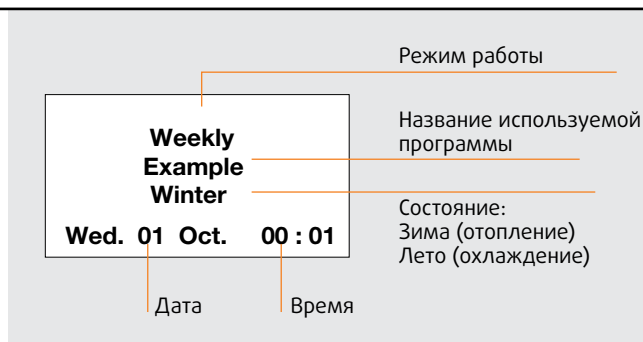 Режим работы
Название используемой
программы
Weekly
Example
Winter
Состояние:
Зима (отопление)
Лето (охлаждение)
Wed. 01 Oct. 00 : 01
Дата Время